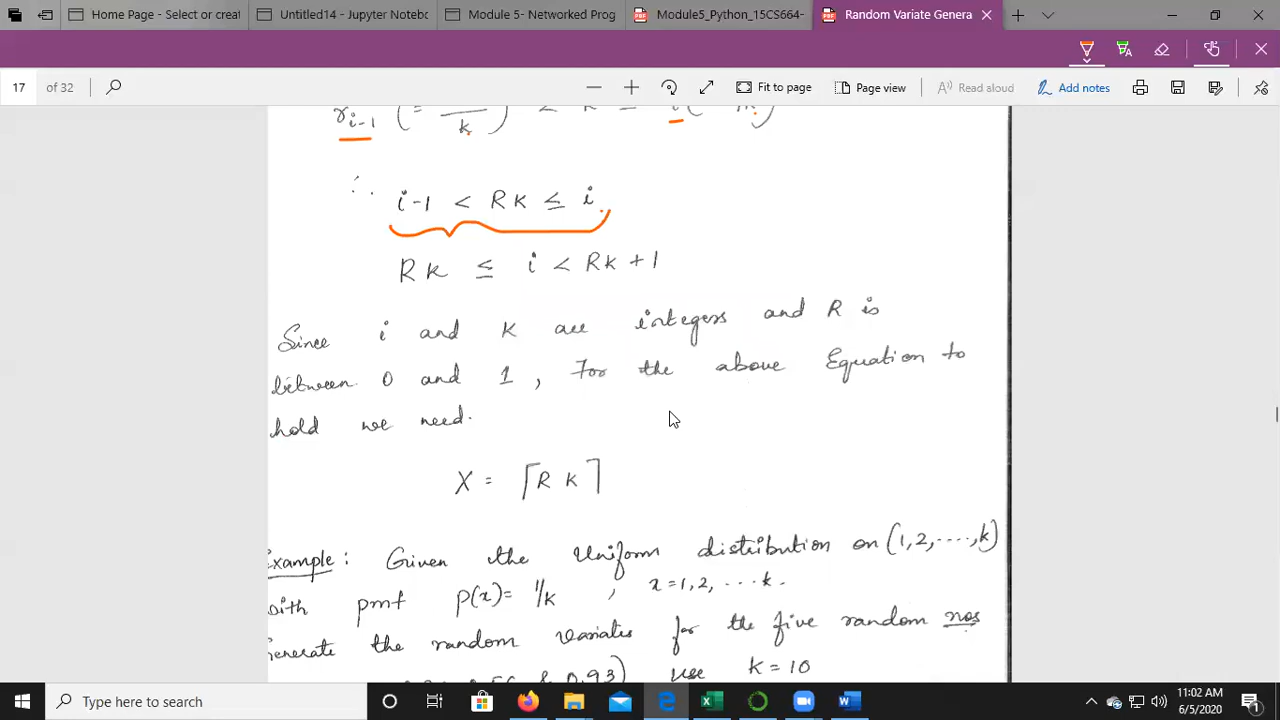 Home Page - Select or creat
Untitled14 - Jupyter Notebc
Module 5- Networked Prog
Module5_Python_15CS664-
Random Variate Genera
17 of 32
Fit to page
Page view
Read aloud
Add notes
r i-1
k
∴ i-1 < RK ≤ i
RK ≤ i < RK +1
Since i and K are integers and R is
between 0 and 1, For the above Equation to
hold we need.
X = ⌈R K⌉
Example: Given the Uniform distribution on (1,2,....,k)
with pmf p(x)= 1/K , x=1,2, ...k.
Generate the random variates for the five random nos
0.93) use K=10
Type here to search
11:02 AM
6/5/2020